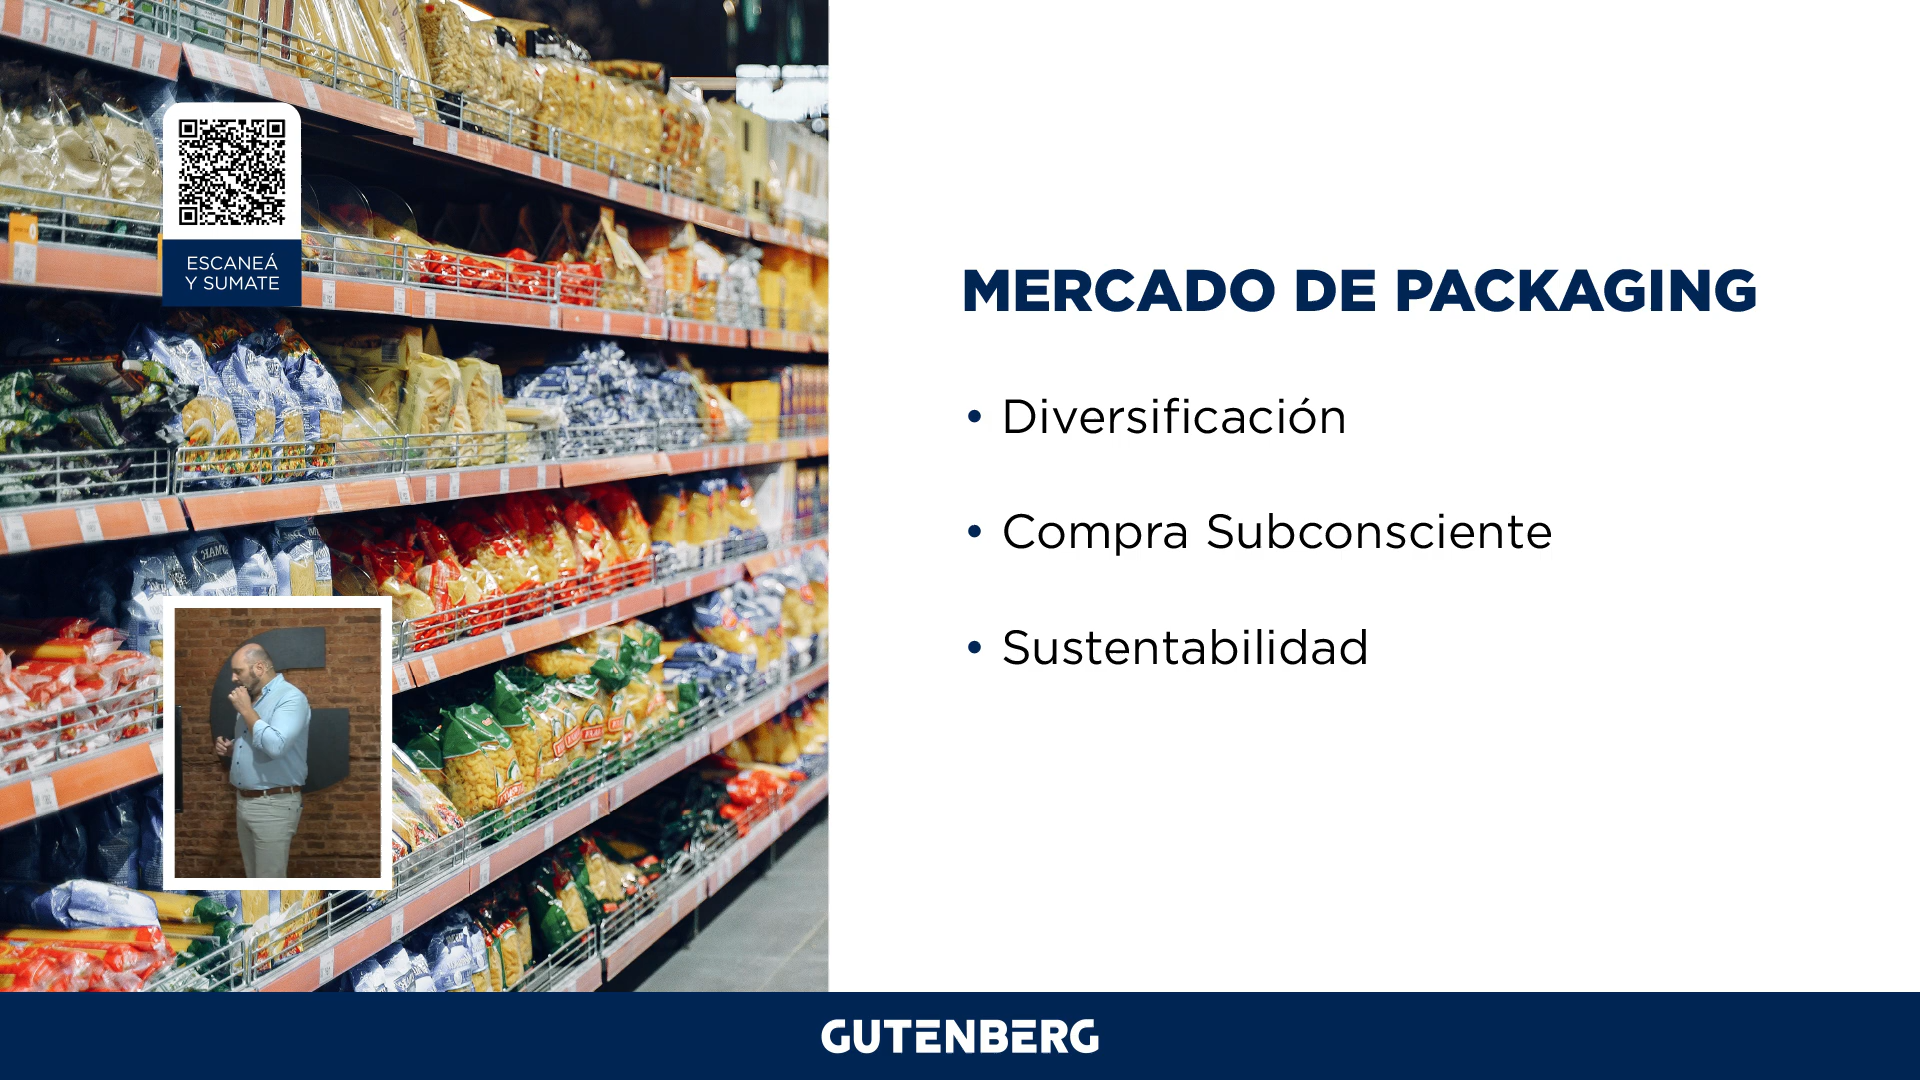 ESCANEÁ
Y SUMATE
MERCADO DE PACKAGING
• Diversificación
• Compra Subconsciente
• Sustentabilidad
GUTENBERG